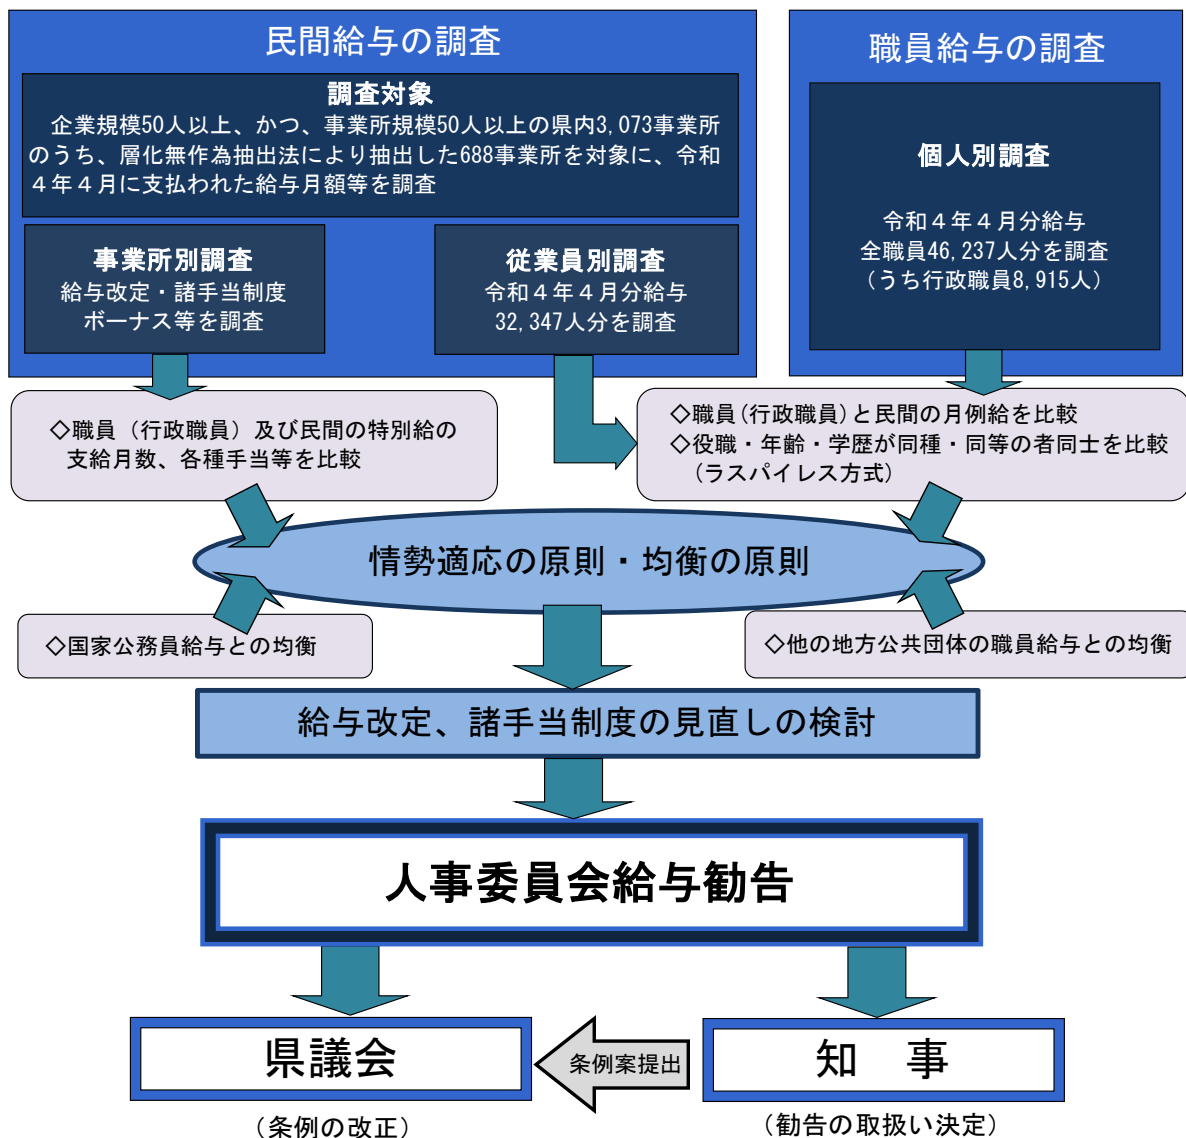 民間給与の調査
調査対象
企業規模50人以上、かつ、事業所規模50人以上の県内3,073事業所
のうち、層化無作為抽出法により抽出した688事業所を対象に、令和
４年４月に支払われた給与月額等を調査
事業所別調査
給与改定・諸手当制度
ボーナス等を調査
従業員別調査
令和４年４月分給与
32,347人分を調査
職員給与の調査
個人別調査
令和４年４月分給与
全職員46,237人分を調査
（うち行政職員8,915人）
◇職員（行政職員）及び民間の特別給の
支給月数、各種手当等を比較
◇職員(行政職員)と民間の月例給を比較
◇役職・年齢・学歴が同種・同等の者同士を比較
(ラスパイレス方式)
情勢適応の原則・均衡の原則
◇国家公務員給与との均衡
◇他の地方公共団体の職員給与との均衡
給与改定、諸手当制度の見直しの検討
人事委員会給与勧告
県議会
条例案提出
知　事
（条例の改正）
（勧告の取扱い決定）